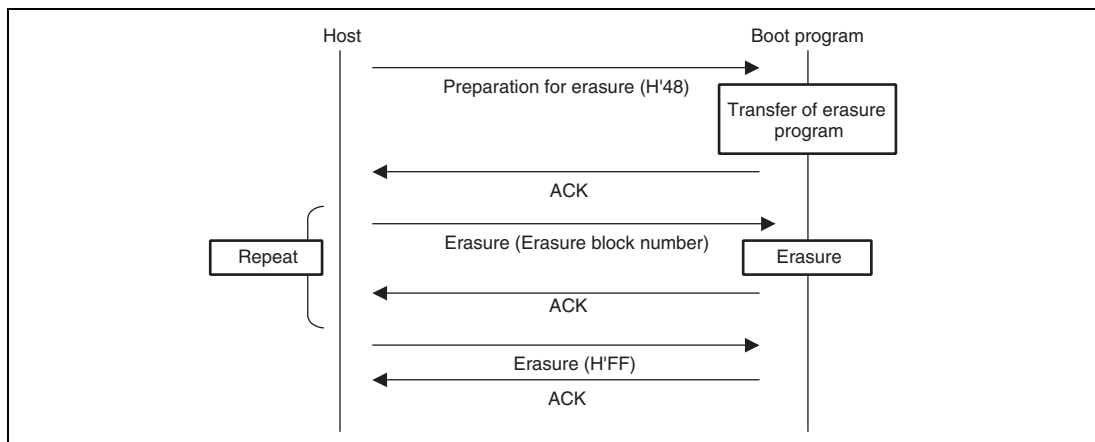 Host
Boot program
Preparation for erasure (H'48)
Transfer of erasure
program
ACK
Erasure (Erasure block number)
Repeat
Erasure
ACK
Erasure (H'FF)
ACK